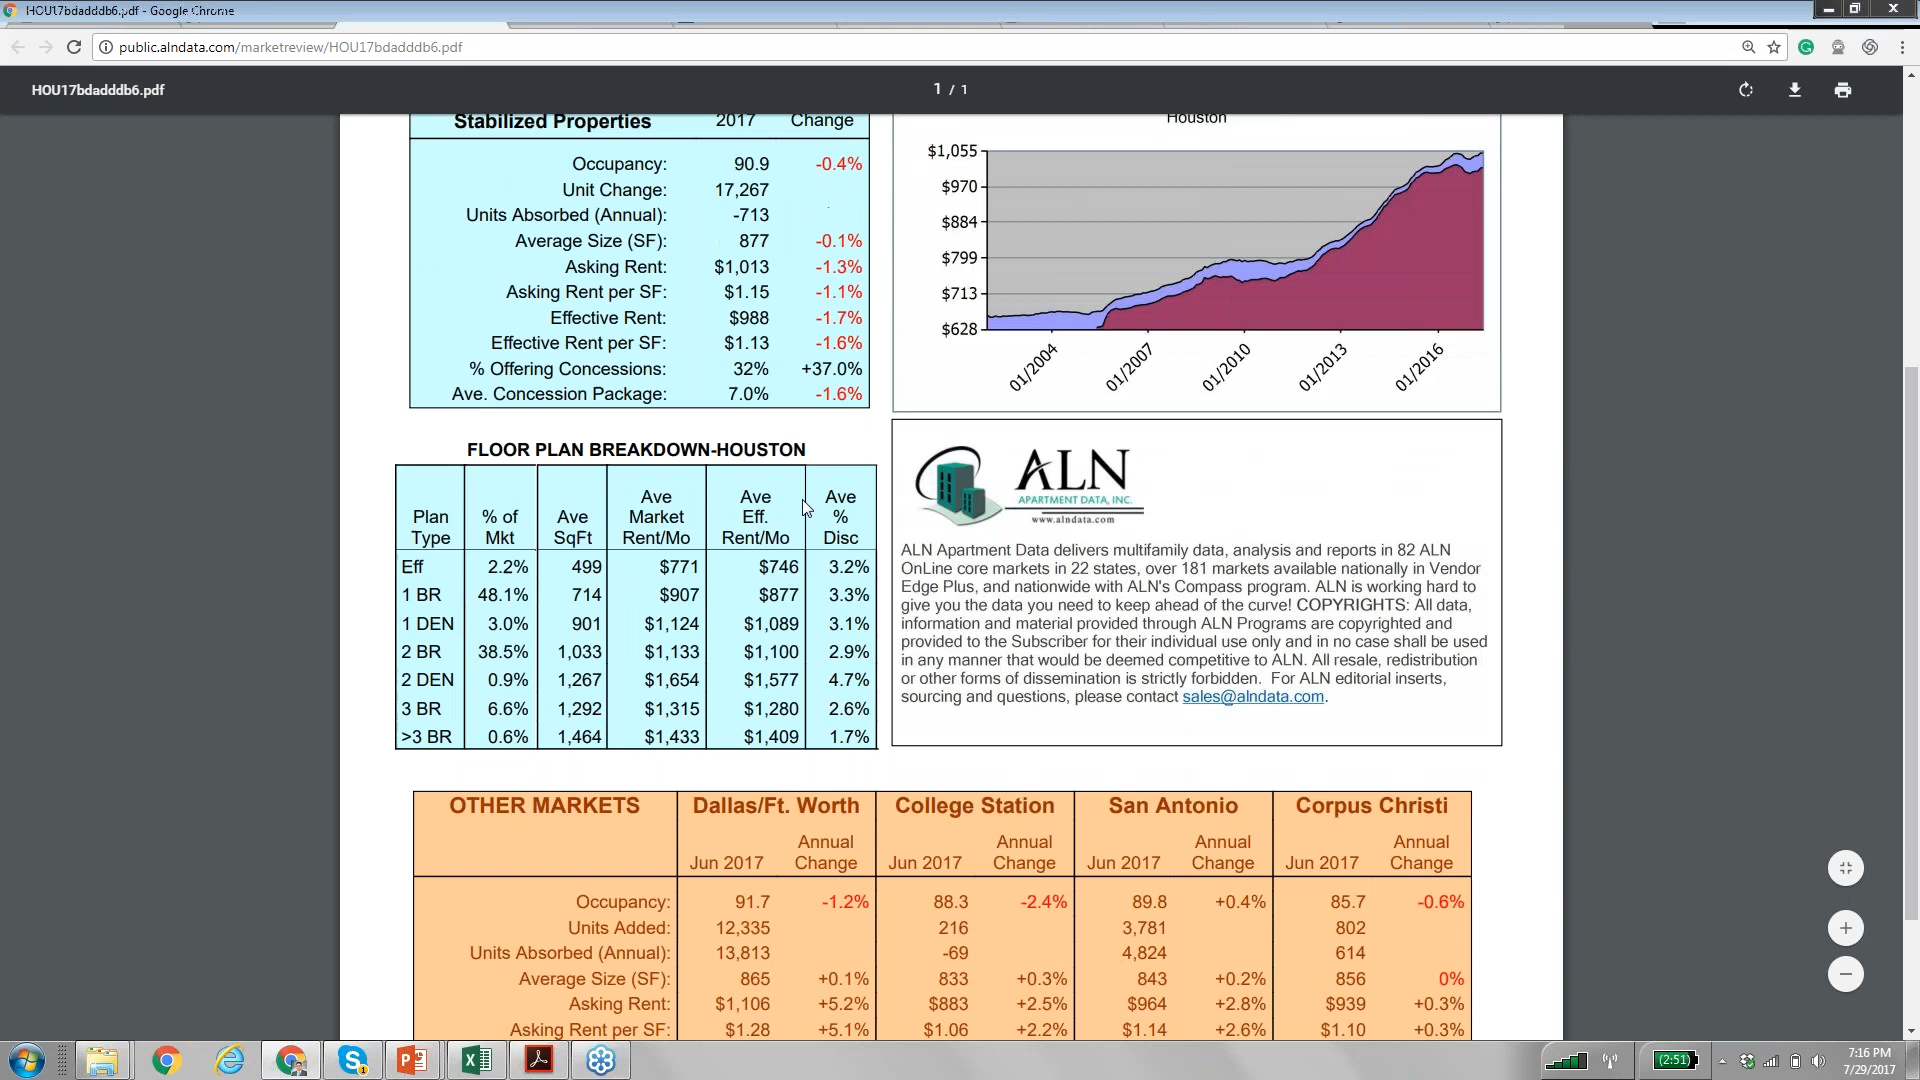 HOU17bdadddb6.pdf - Google Chrome
public.alndata.com/marketreview/HOU17bdadddb6.pdf
HOU17bdadddb6.pdf
1 / 1
Stabilized Properties 2017 Change
Occupancy: 90.9 -0.4%
Unit Change: 17,267
Units Absorbed (Annual): -713
Average Size (SF): 877 -0.1%
Asking Rent: $1,013 -1.3%
Asking Rent per SF: $1.15 -1.1%
Effective Rent: $988 -1.7%
Effective Rent per SF: $1.13 -1.6%
% Offering Concessions: 32% +37.0%
Ave. Concession Package: 7.0% -1.6%
Houston
$1,055
$970
$884
$799
$713
$628
01/2004
01/2007
01/2010
01/2013
01/2016
FLOOR PLAN BREAKDOWN-HOUSTON
Plan Type
% of Mkt
Ave SqFt
Ave Market Rent/Mo
Ave Eff. Rent/Mo
Ave % Disc
Eff 2.2% 499 $771 $746 3.2%
1 BR 48.1% 714 $907 $877 3.3%
1 DEN 3.0% 901 $1,124 $1,089 3.1%
2 BR 38.5% 1,033 $1,133 $1,100 2.9%
2 DEN 0.9% 1,267 $1,654 $1,577 4.7%
3 BR 6.6% 1,292 $1,315 $1,280 2.6%
>3 BR 0.6% 1,464 $1,433 $1,409 1.7%
ALN
APARTMENT DATA, INC.
www.alndata.com
ALN Apartment Data delivers multifamily data, analysis and reports in 82 ALN
OnLine core markets in 22 states, over 181 markets available nationally in Vendor
Edge Plus, and nationwide with ALN's Compass program. ALN is working hard to
give you the data you need to keep ahead of the curve! COPYRIGHTS: All data,
information and material provided through ALN Programs are copyrighted and
provided to the Subscriber for their individual use only and in no case shall be used
in any manner that would be deemed competitive to ALN. All resale, redistribution
or other forms of dissemination is strictly forbidden. For ALN editorial inserts,
sourcing and questions, please contact sales@alndata.com.
OTHER MARKETS Dallas/Ft. Worth College Station San Antonio Corpus Christi
Annual Annual Annual Annual
Jun 2017 Change Jun 2017 Change Jun 2017 Change Jun 2017 Change
Occupancy: 91.7 -1.2% 88.3 -2.4% 89.8 +0.4% 85.7 -0.6%
Units Added: 12,335 216 3,781 802
Units Absorbed (Annual): 13,813 -69 4,824 614
Average Size (SF): 865 +0.1% 833 +0.3% 843 +0.2% 856 0%
Asking Rent: $1,106 +5.2% $883 +2.5% $964 +2.8% $939 +0.3%
Asking Rent per SF: $1.28 +5.1% $1.06 +2.2% $1.14 +2.6% $1.10 +0.3%
(2:51)
7:16 PM
7/29/2017